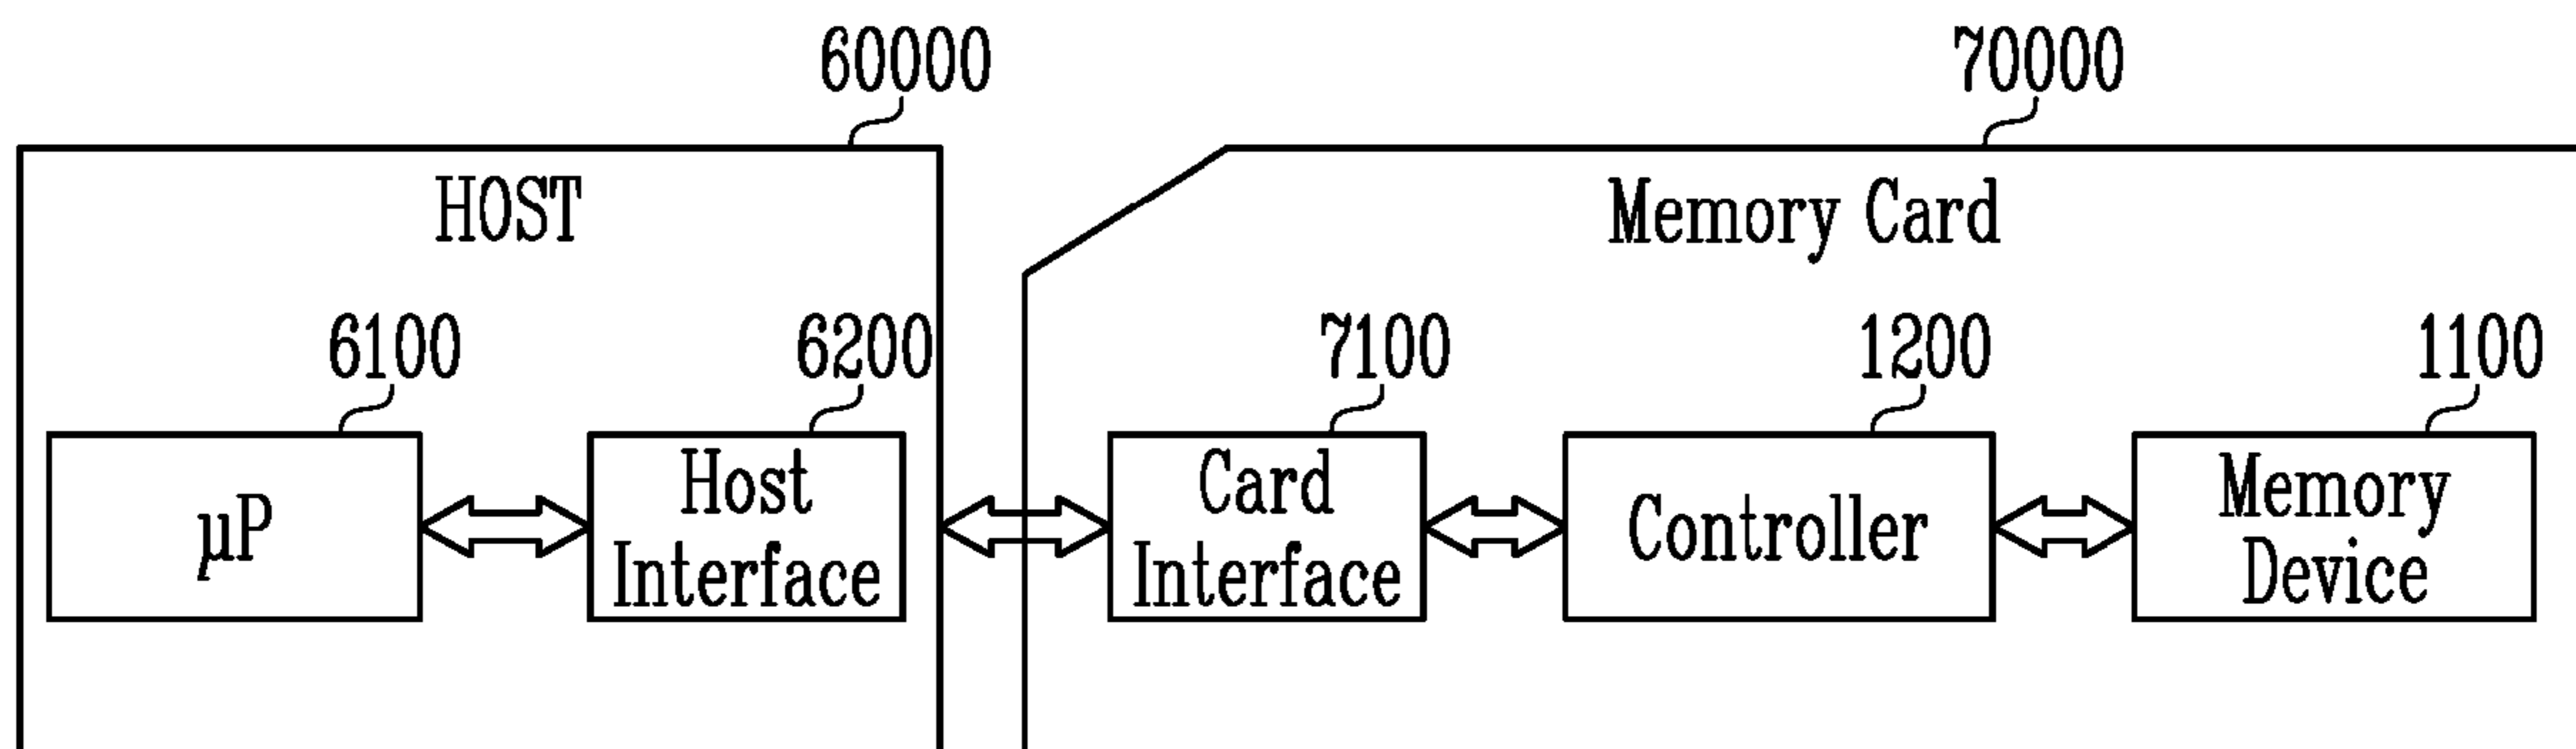 60000
70000
HOST
Memory Card
6100
6200
7100
1200
1100
µP
Host
Interface
Card
Interface
Controller
Memory
Device